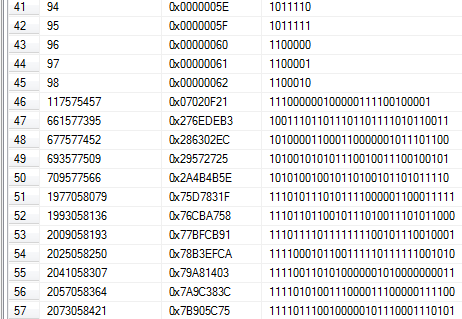 41 94 0x0000005E 1011110
42 95 0x0000005F 1011111
43 96 0x00000060 1100000
44 97 0x00000061 1100001
45 98 0x00000062 1100010
46 117575457 0x07020F21 111000000100000111100100001
47 661577395 0x276EDEB3 100111011011101101111010110011
48 677577452 0x286302EC 101000011000110000001011101100
49 693577509 0x29572725 101001010101110010011100100101
50 709577566 0x2A4B4B5E 101010010010110100101101011110
51 1977058079 0x75D7831F 1110101110101111000001100011111
52 1993058136 0x76CBA758 1110110110010111010011101011000
53 2009058193 0x77BFCB91 1110111101111111100101110010001
54 2025058250 0x78B3EFCA 1111000101100111110111111001010
55 2041058307 0x79A81403 1111001101010000001010000000011
56 2057058364 0x7A9C383C 1111010100111000011100000111100
57 2073058421 0x7B905C75 1111011100100000101110001110101